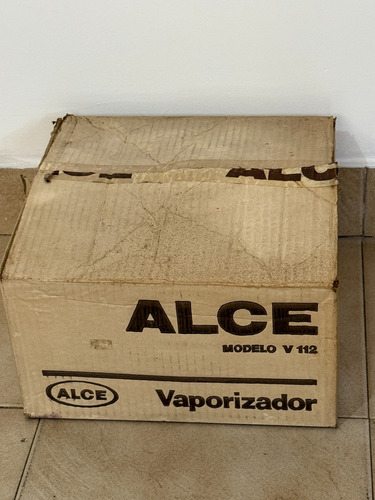 ALCE
MODELO V 112
ALCE
Vaporizador